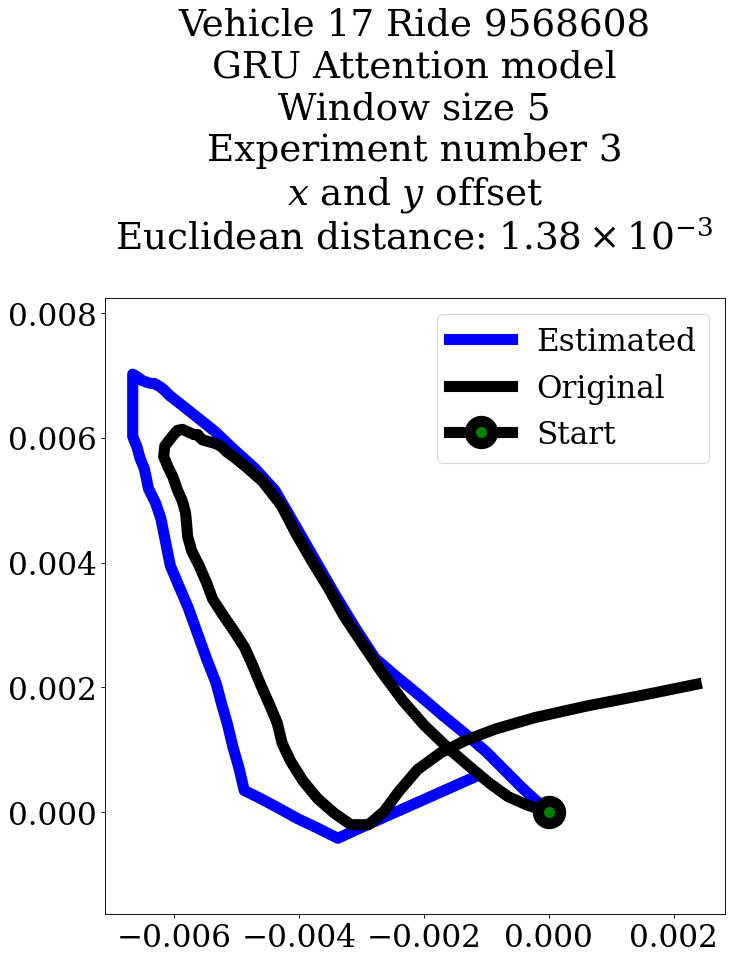 Vehicle 17 Ride 9568608
GRU Attention model
Window size 5
Experiment number 3
x and y offset
Euclidean distance: 1.38 × 10⁻³
Estimated
Original
Start
0.008
0.006
0.004
0.002
0.000
−0.006 −0.004 −0.002 0.000 0.002